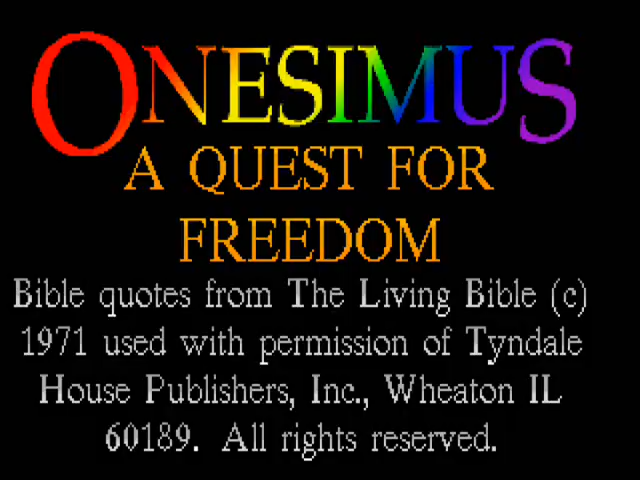 ONESIMUS
A QUEST FOR
FREEDOM
Bible quotes from The Living Bible (c)
1971 used with permission of Tyndale
House Publishers, Inc., Wheaton IL
60189. All rights reserved.